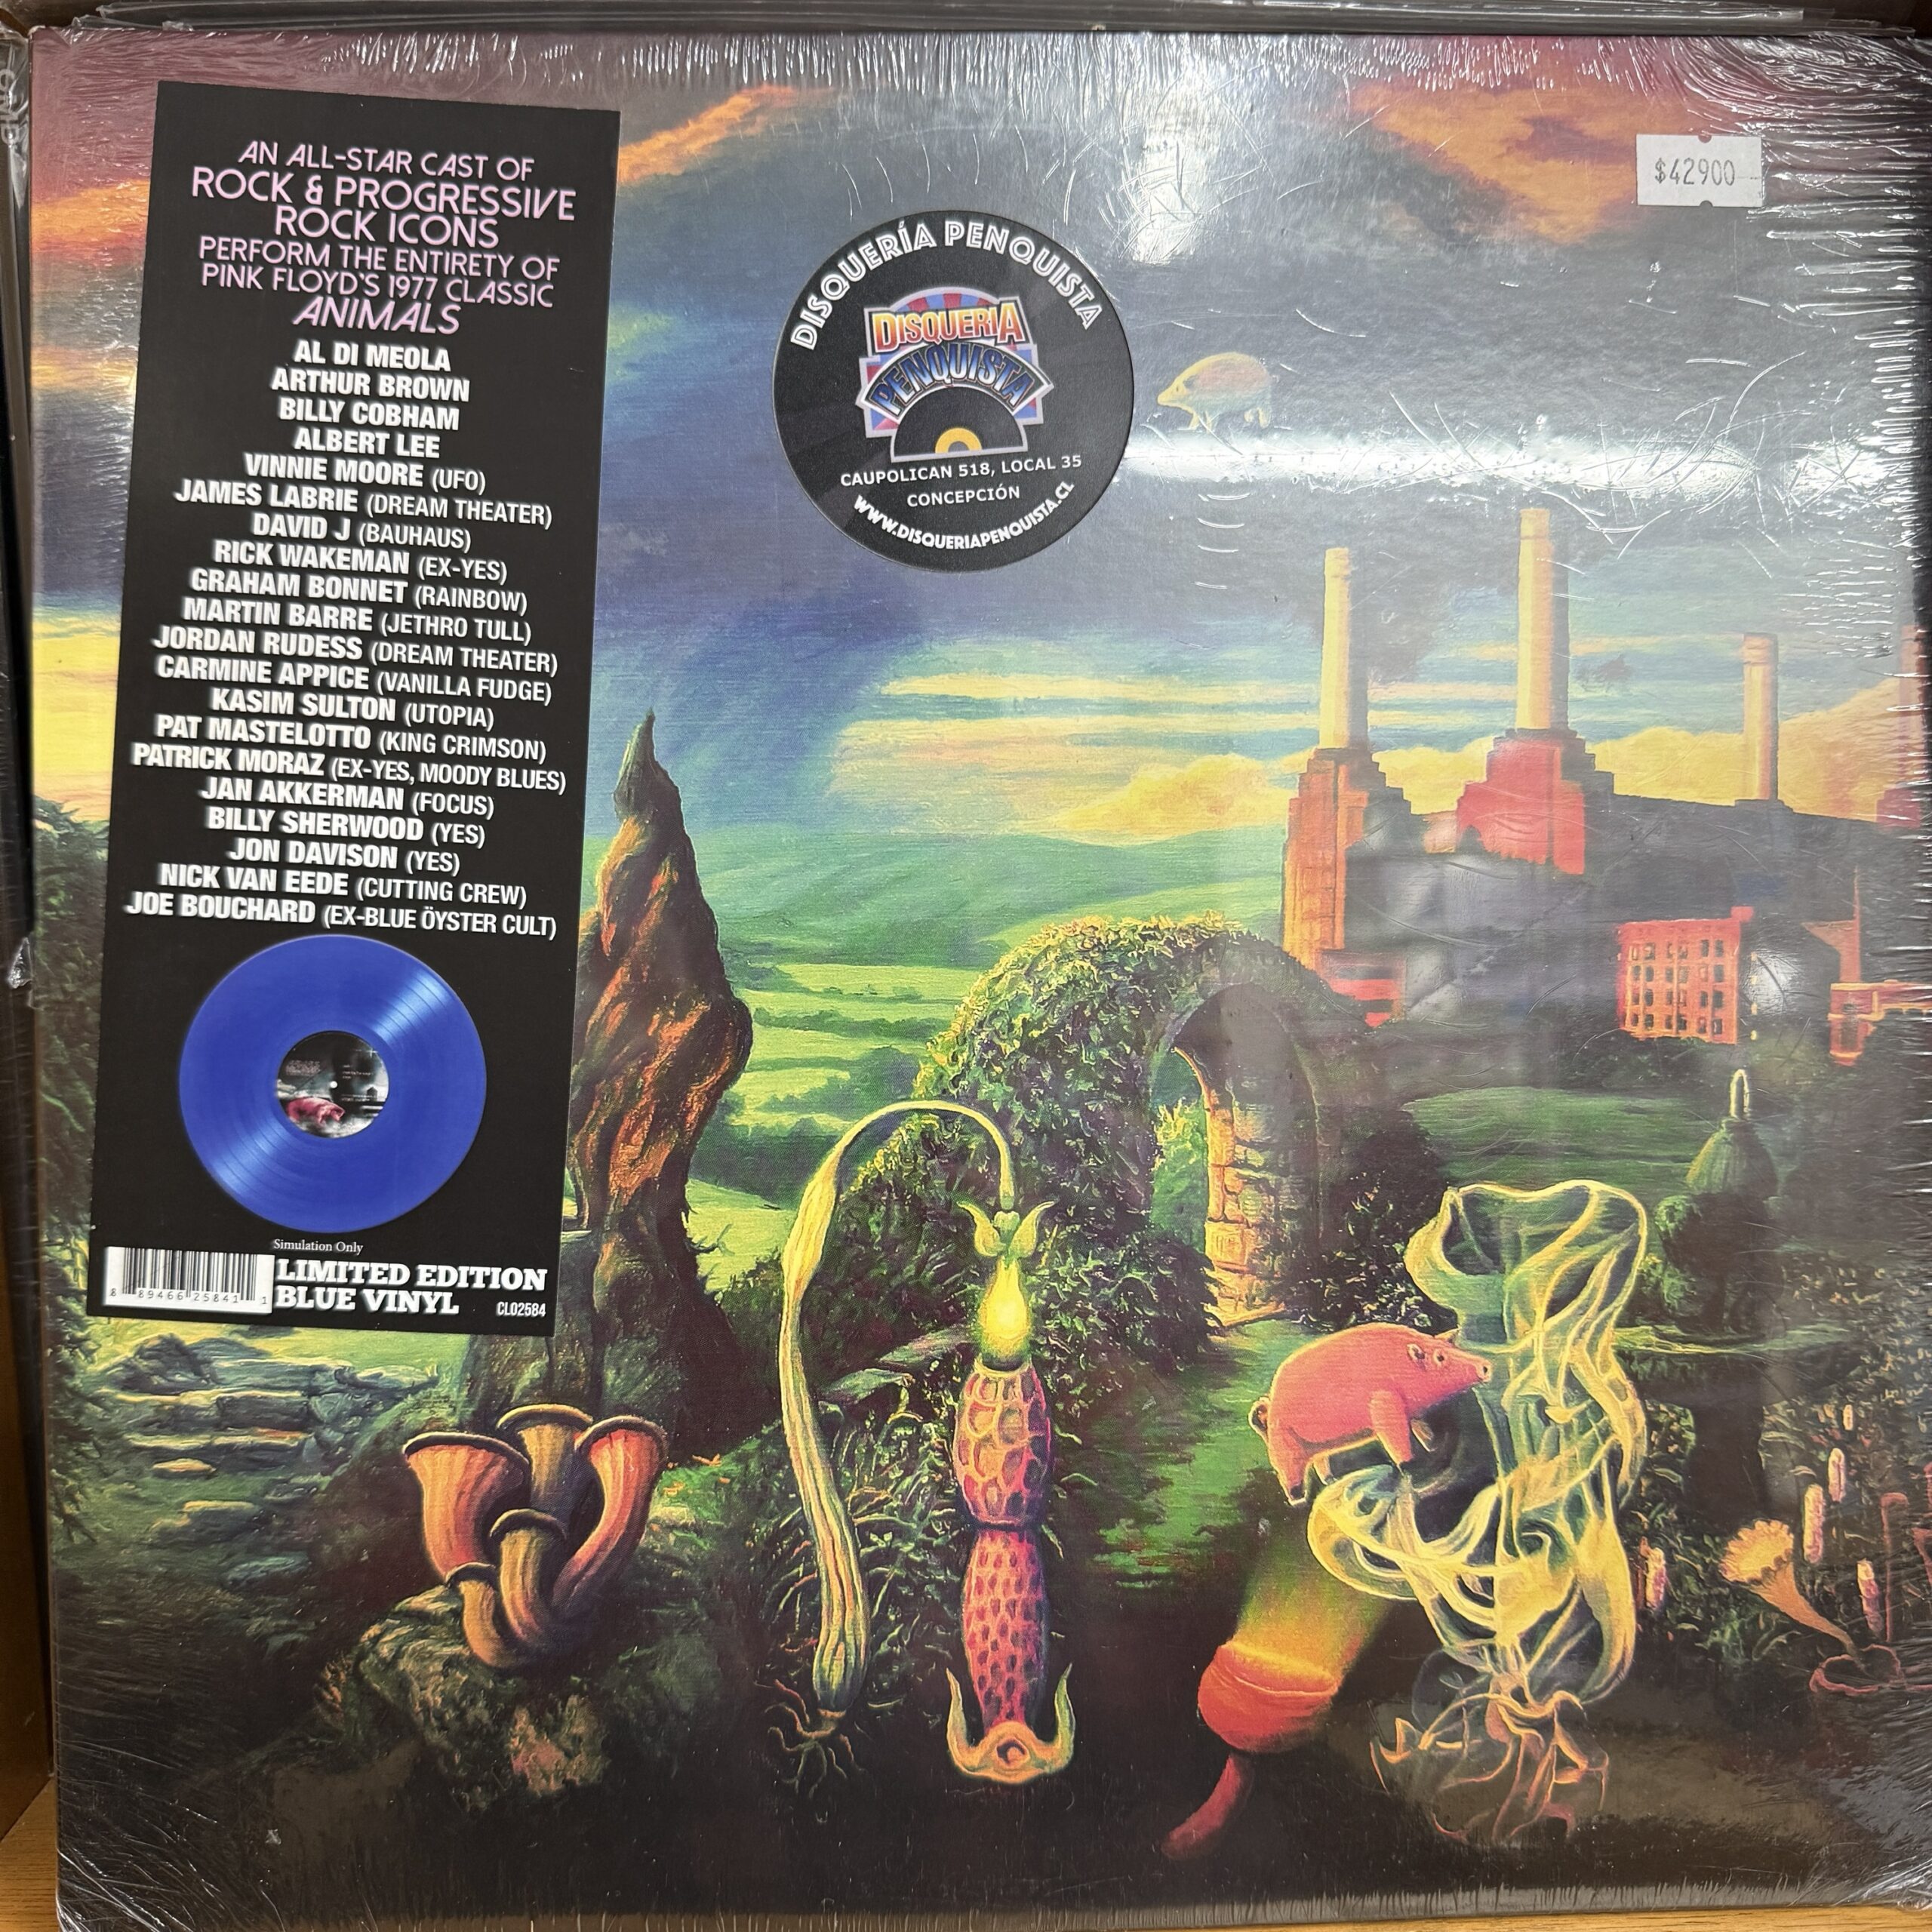 AN ALL-STAR CAST OF
ROCK & PROGRESSIVE
ROCK ICONS
PERFORM THE ENTIRETY OF
PINK FLOYD'S 1977 CLASSIC
ANIMALS
AL DI MEOLA
ARTHUR BROWN
BILLY COBHAM
ALBERT LEE
VINNIE MOORE (UFO)
JAMES LABRIE (DREAM THEATER)
DAVID J (BAUHAUS)
RICK WAKEMAN (EX-YES)
GRAHAM BONNET (RAINBOW)
MARTIN BARRE (JETHRO TULL)
JORDAN RUDESS (DREAM THEATER)
CARMINE APPICE (VANILLA FUDGE)
KASIM SULTON (UTOPIA)
PAT MASTELOTTO (KING CRIMSON)
PATRICK MORAZ (EX-YES, MOODY BLUES)
JAN AKKERMAN (FOCUS)
BILLY SHERWOOD (YES)
JON DAVISON (YES)
NICK VAN EEDE (CUTTING CREW)
JOE BOUCHARD (EX-BLUE ÖYSTER CULT)
Simulation Only
8 89466 25841 1
LIMITED EDITION
BLUE VINYL
CLO2584
DISQUERÍA PENQUISTA
DISQUERIA
PENQUISTA
CAUPOLICAN 518, LOCAL 35
CONCEPCIÓN
WWW.DISQUERIAPENQUISTA.CL
$42900